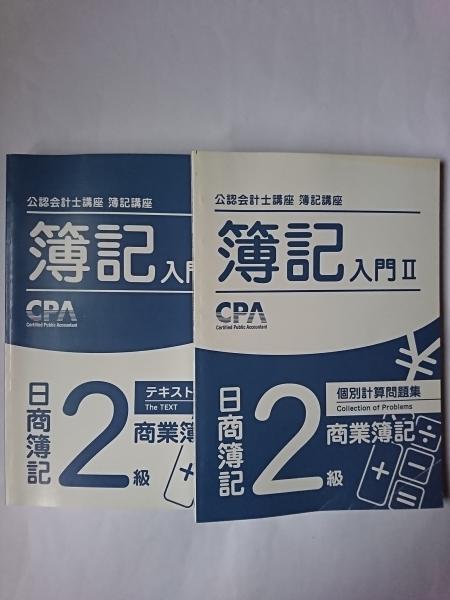 公認会計士講座 簿記講座
簿記入門
CPA
Certified Public Accountant
テキスト
The TEXT
日商簿記2級
商業簿
公認会計士講座 簿記講座
簿記入門Ⅱ
CPA
Certified Public Accountant
個別計算問題集
Collection of Problems
日商簿記2級
商業簿記